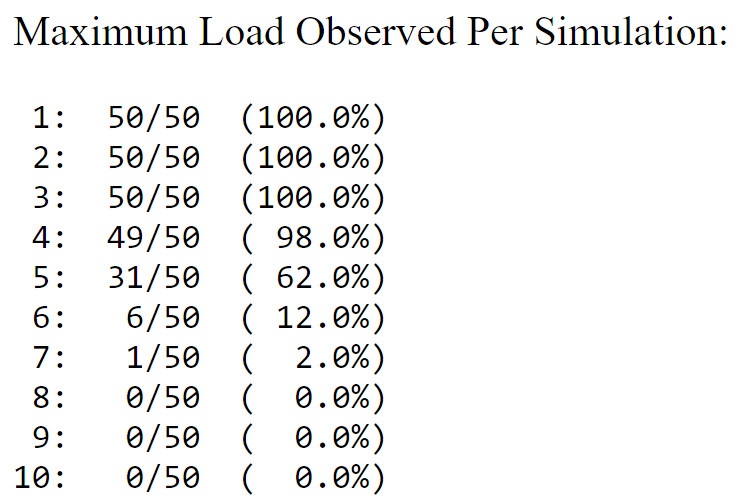 Maximum Load Observed Per Simulation:
 1:  50/50  (100.0%)
 2:  50/50  (100.0%)
 3:  50/50  (100.0%)
 4:  49/50  ( 98.0%)
 5:  31/50  ( 62.0%)
 6:   6/50  ( 12.0%)
 7:   1/50  (  2.0%)
 8:   0/50  (  0.0%)
 9:   0/50  (  0.0%)
10:   0/50  (  0.0%)